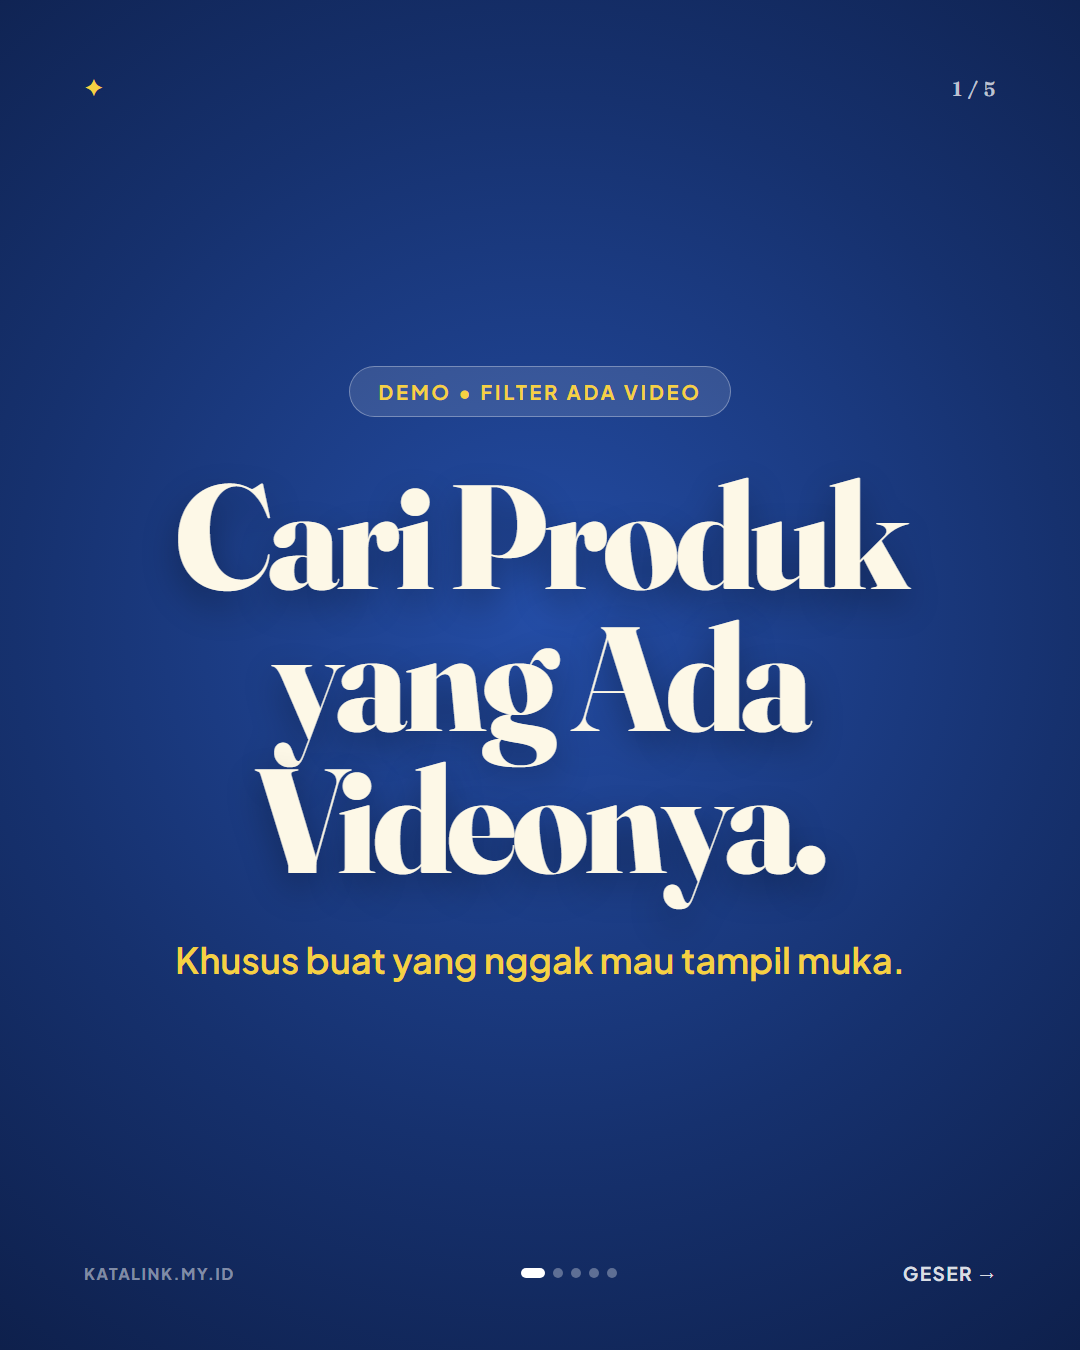 ✦
1 / 5
DEMO ● FILTER ADA VIDEO
Cari Produk
yang Ada
Videonya.
Khusus buat yang nggak mau tampil muka.
KATALINK.MY.ID
GESER →